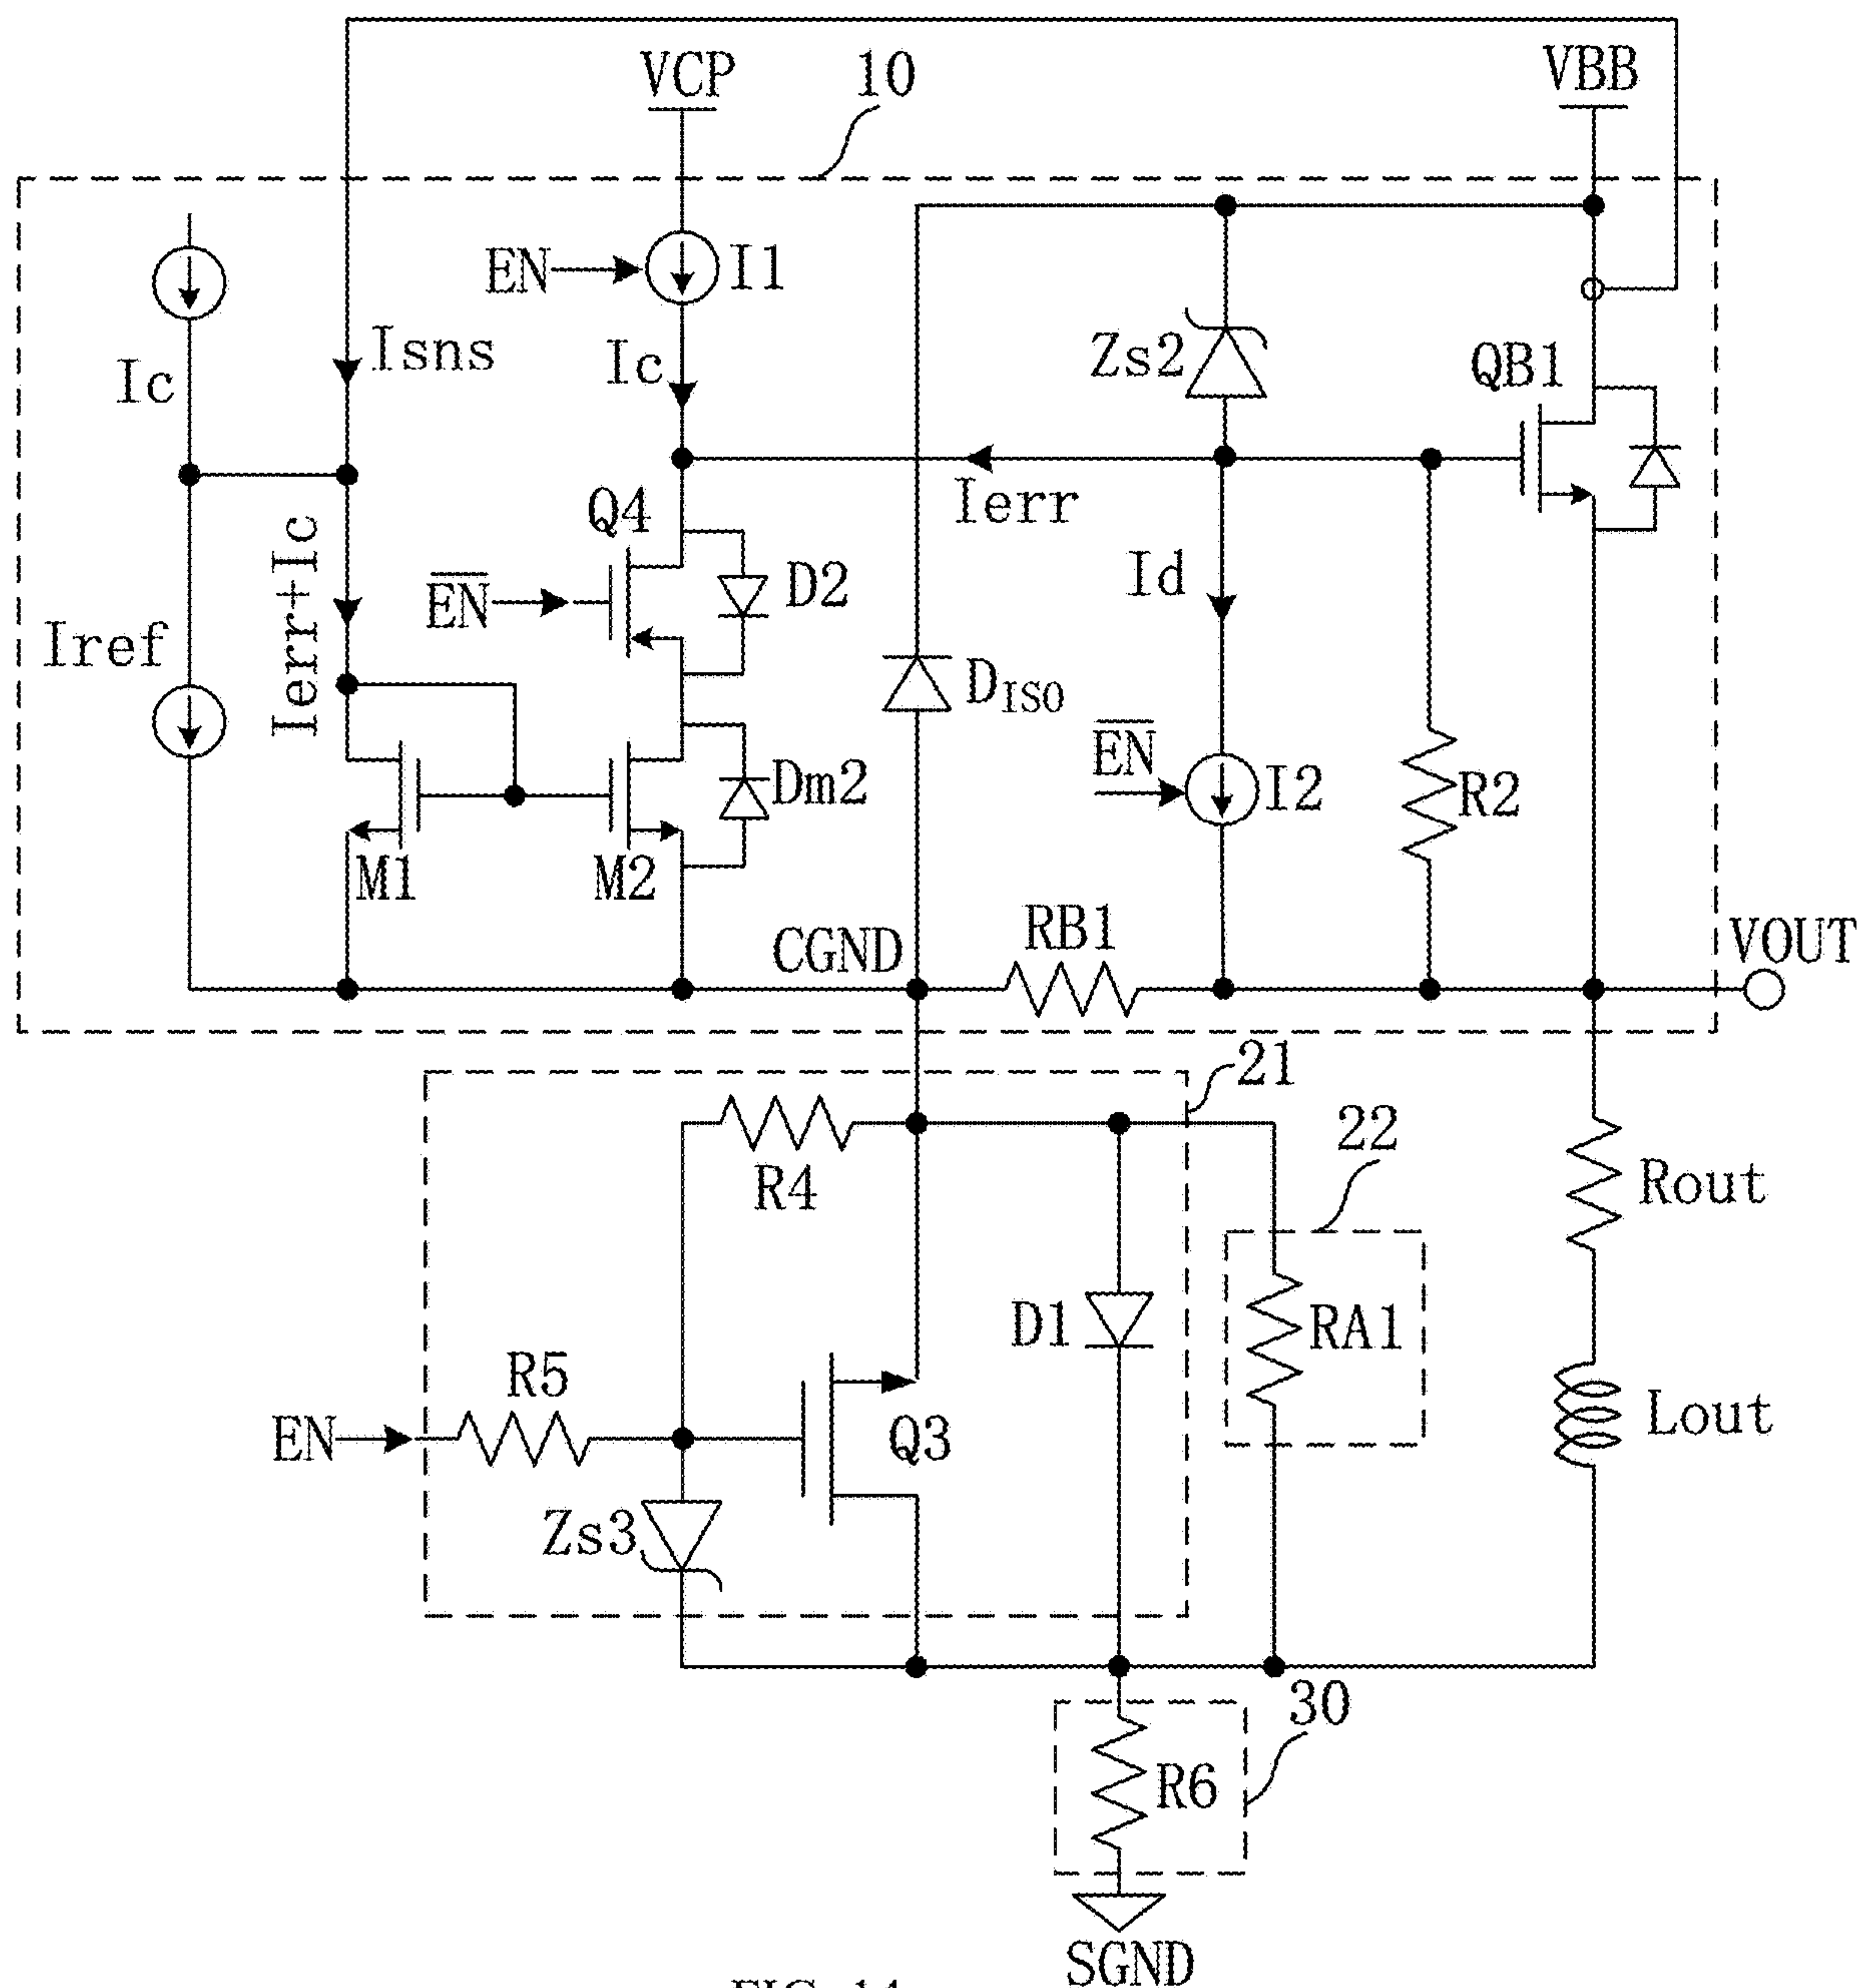 VCP
10
VBB
EN
I1
Isns
Ic
Ic
Zs2
QB1
Q4
Ierr
Ierr+Ic
EN
D2
Id
Iref
DISO
EN
I2
Dm2
R2
M1
M2
CGND
RB1
VOUT
21
22
R4
Rout
D1
RA1
R5
EN
Q3
Lout
Zs3
30
R6
SGND